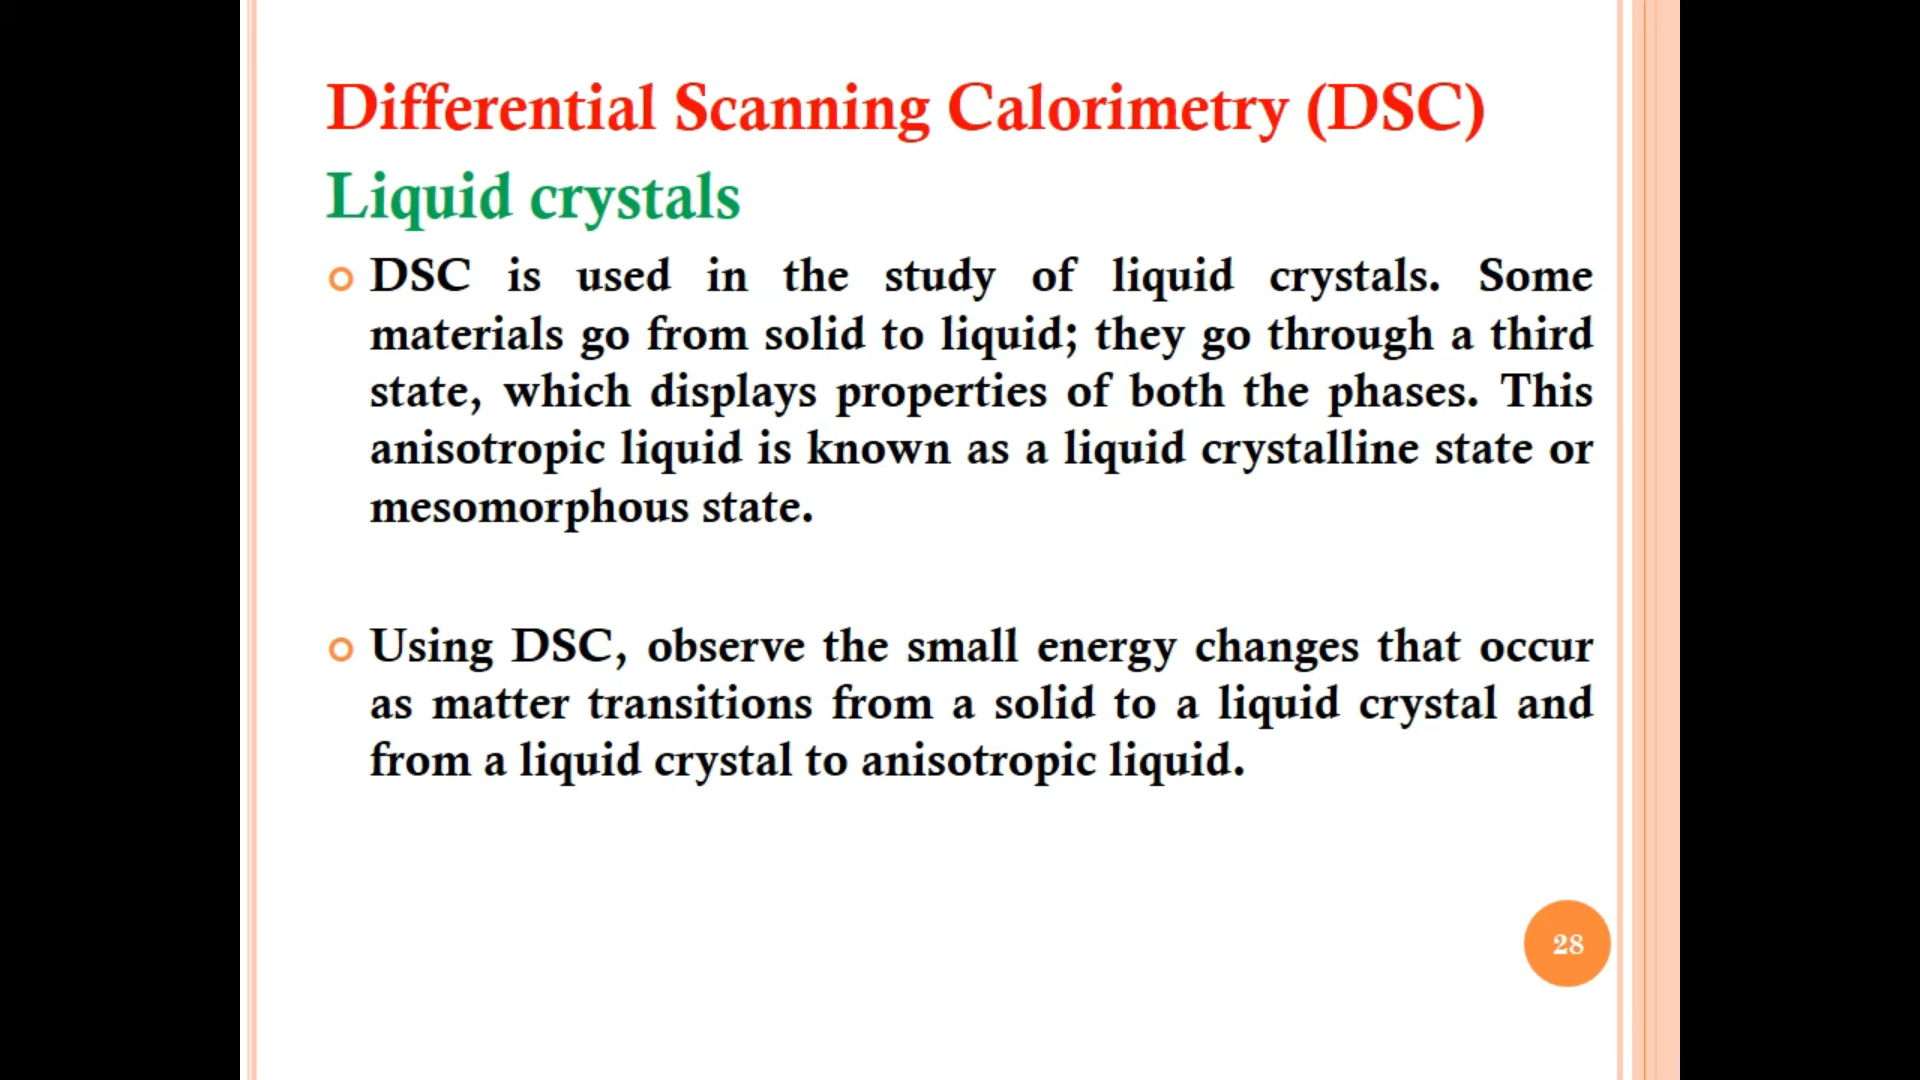 Differential Scanning Calorimetry (DSC)
Liquid crystals
DSC is used in the study of liquid crystals. Some
materials go from solid to liquid; they go through a third
state, which displays properties of both the phases. This
anisotropic liquid is known as a liquid crystalline state or
mesomorphous state.
Using DSC, observe the small energy changes that occur
as matter transitions from a solid to a liquid crystal and
from a liquid crystal to anisotropic liquid.
28